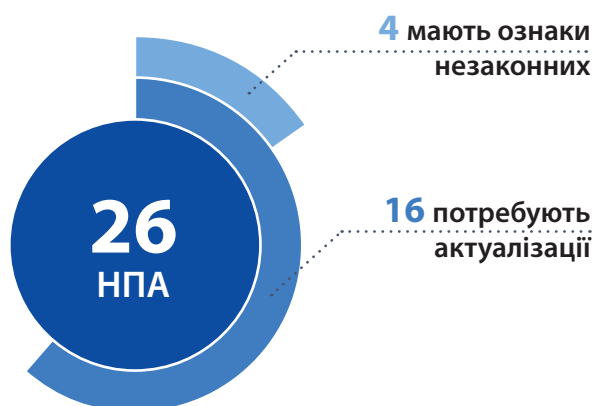 4 мають ознаки
незаконних
26
НПА
16 потребують
актуалізації